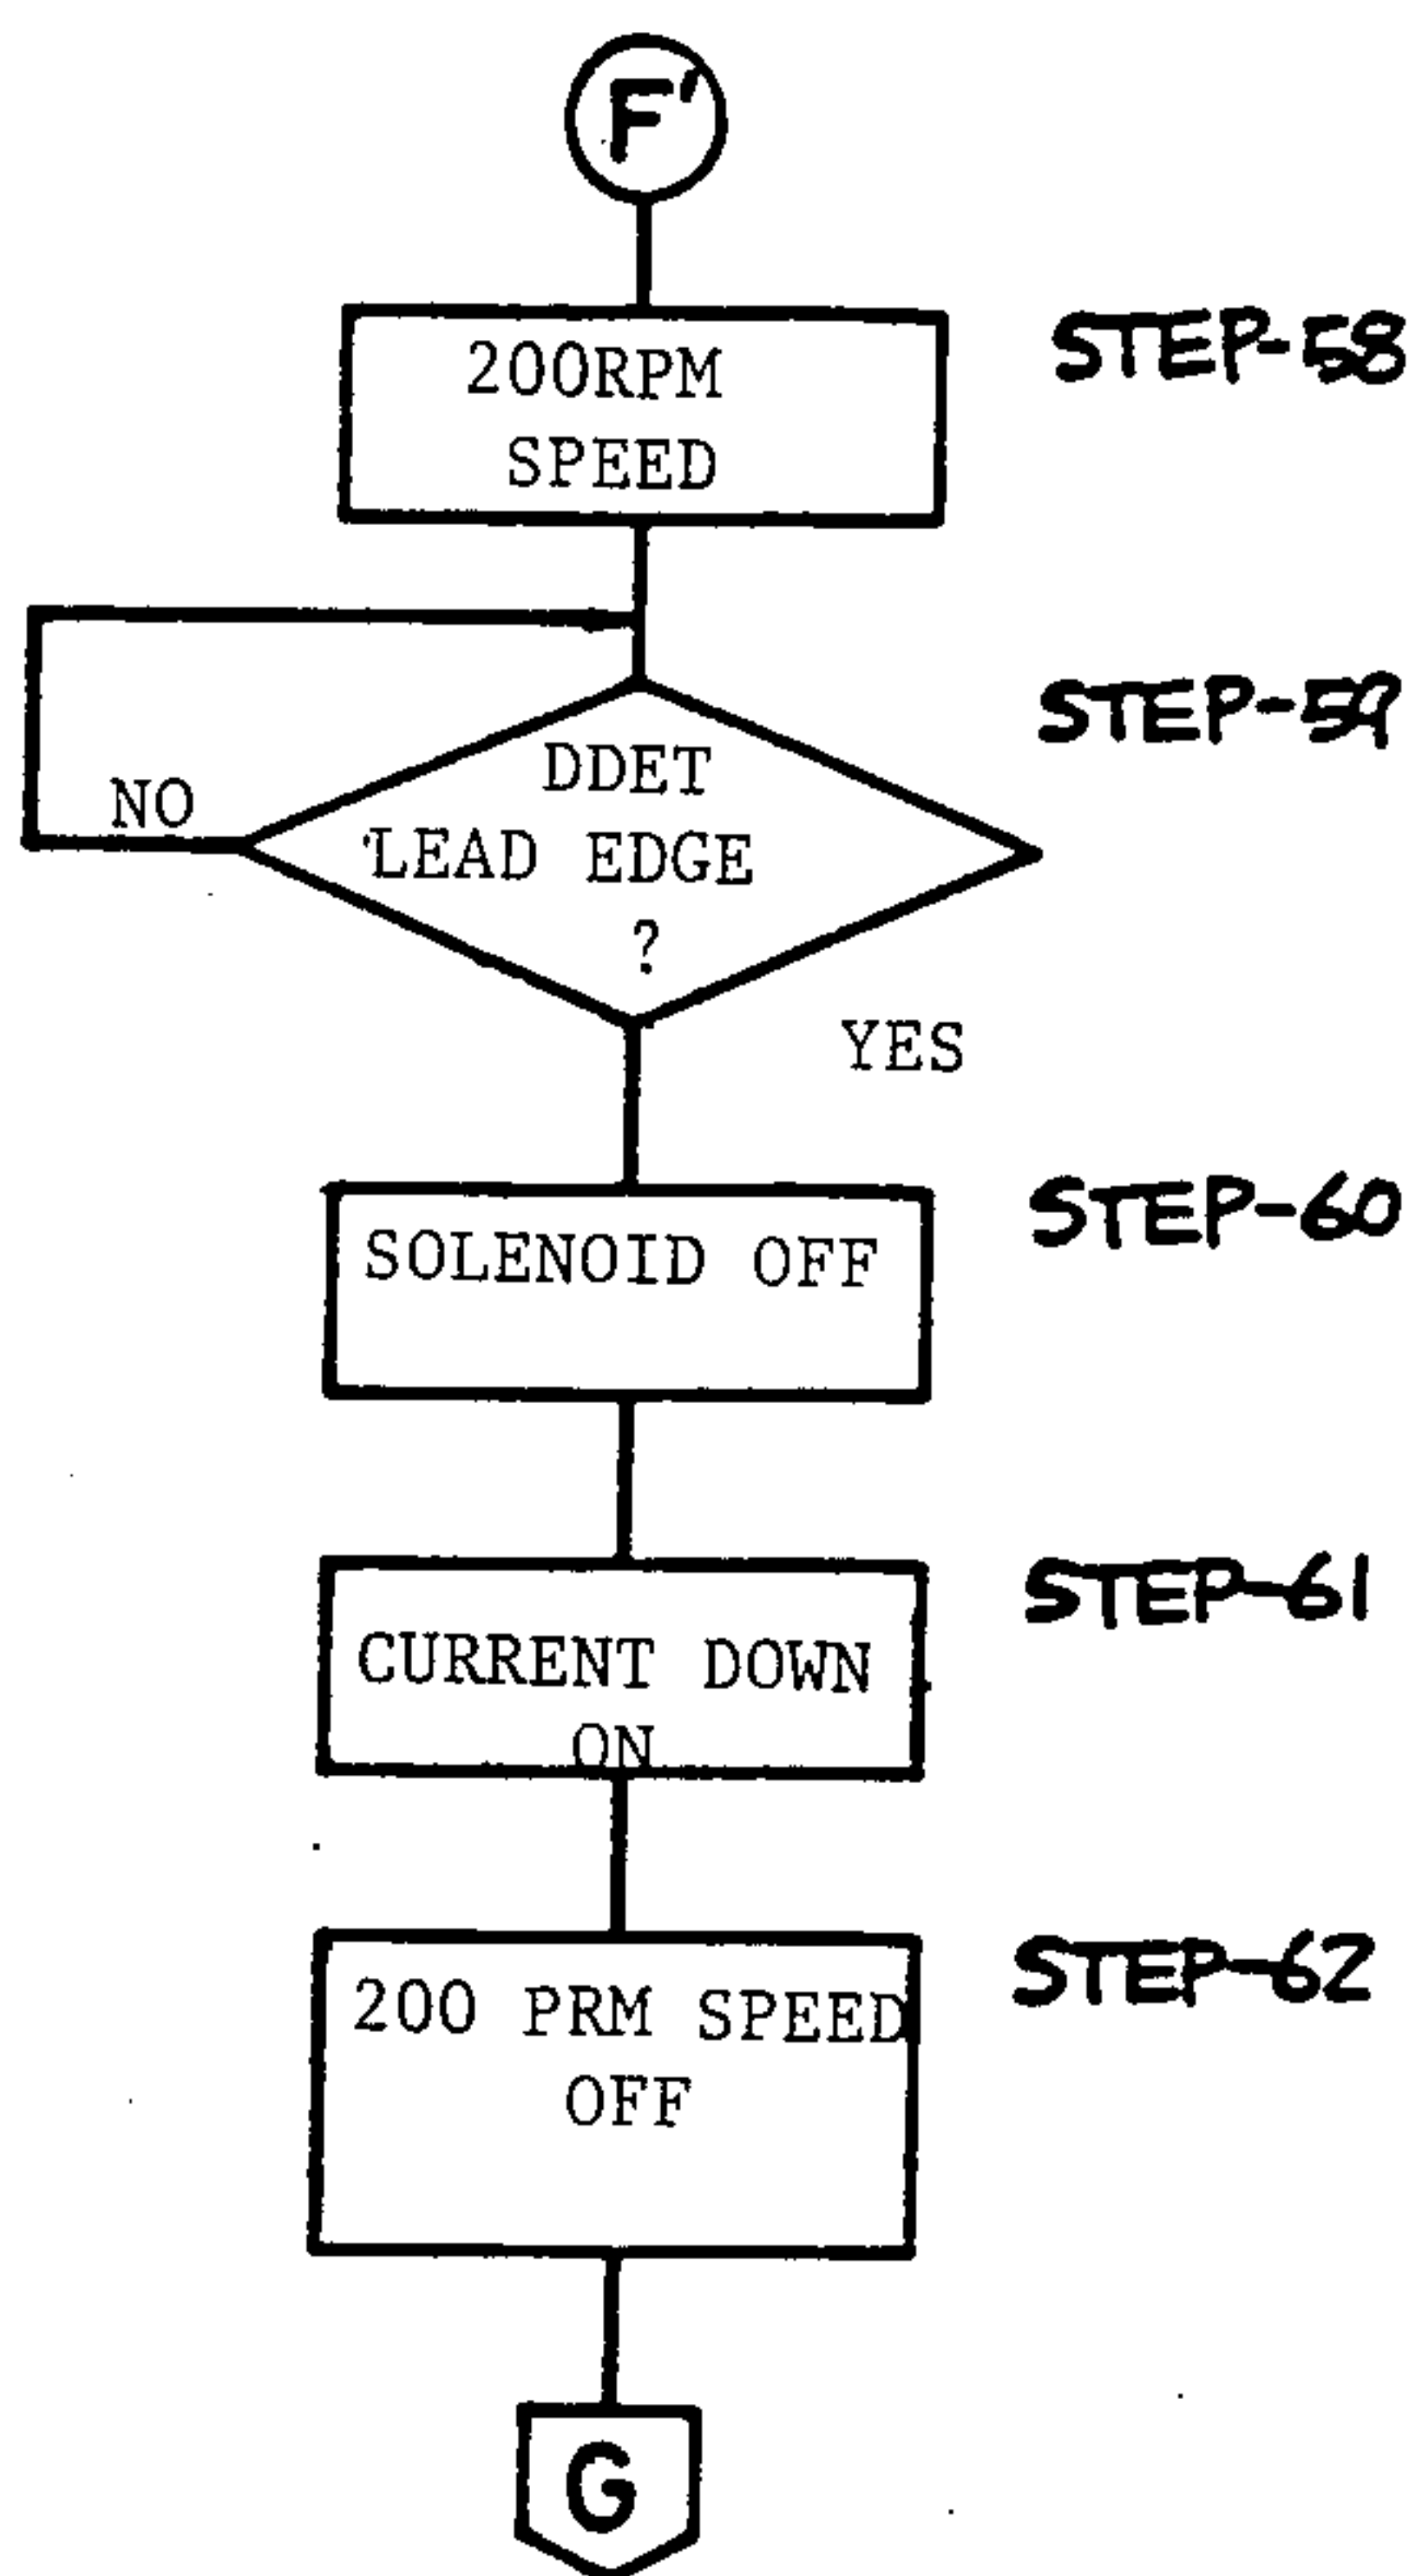 F'
200RPM
SPEED
STEP-58
DDET
LEAD EDGE
?
NO
YES
STEP-59
SOLENOID OFF
STEP-60
CURRENT DOWN
ON
STEP-61
200 PRM SPEED
OFF
STEP-62
G